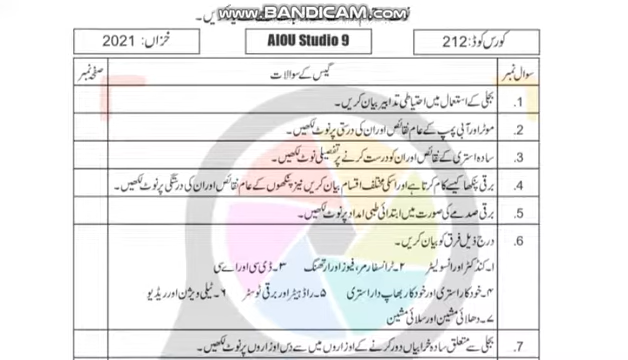 WWW.BANDICAM.COM
کورس کوڈ: 212
AIOU Studio 9
خزاں: 2021
سوال نمبر
گیس کے سوالات
صفحہ نمبر
1. بجلی کے استعمال میں احتیاطی تدابیر بیان کریں۔
2. موٹر اور آبی پمپ کے عام نقائص اور ان کی درستی پر نوٹ لکھیں۔
3. سادہ استری کے نقائص اور ان کو درست کرنے پر تفصیلی نوٹ لکھیں۔
4. برقی پنکھا کیسے کام کرتا ہے اور اسکی مختلف اقسام بیان کریں نیز پنکھوں کے عام نقائص اور ان کی درستگی پر نوٹ لکھیں۔
5. برقی صدمے کی صورت میں ابتدائی طبی امداد پر نوٹ لکھیں۔
6. درج ذیل فرق کو بیان کریں۔
۱۔ کنڈکٹر اور انسولیٹر ۲۔ ٹرانسفارمر، فیوز اور ارتھنگ ۳۔ ڈی سی اور اے سی
۴۔ خودکار استری اور خودکار بھاپ دار استری ۵۔ راڈ ہیٹر اور برقی ٹوسٹر ۶۔ ٹیلی ویژن اور ریڈیو
۷۔ دھلائی مشین اور سلائی مشین
7. بجلی سے متعلق سادہ خرابیاں دور کرنے کے اوزاروں میں سے دس اوزاروں پر نوٹ لکھیں۔